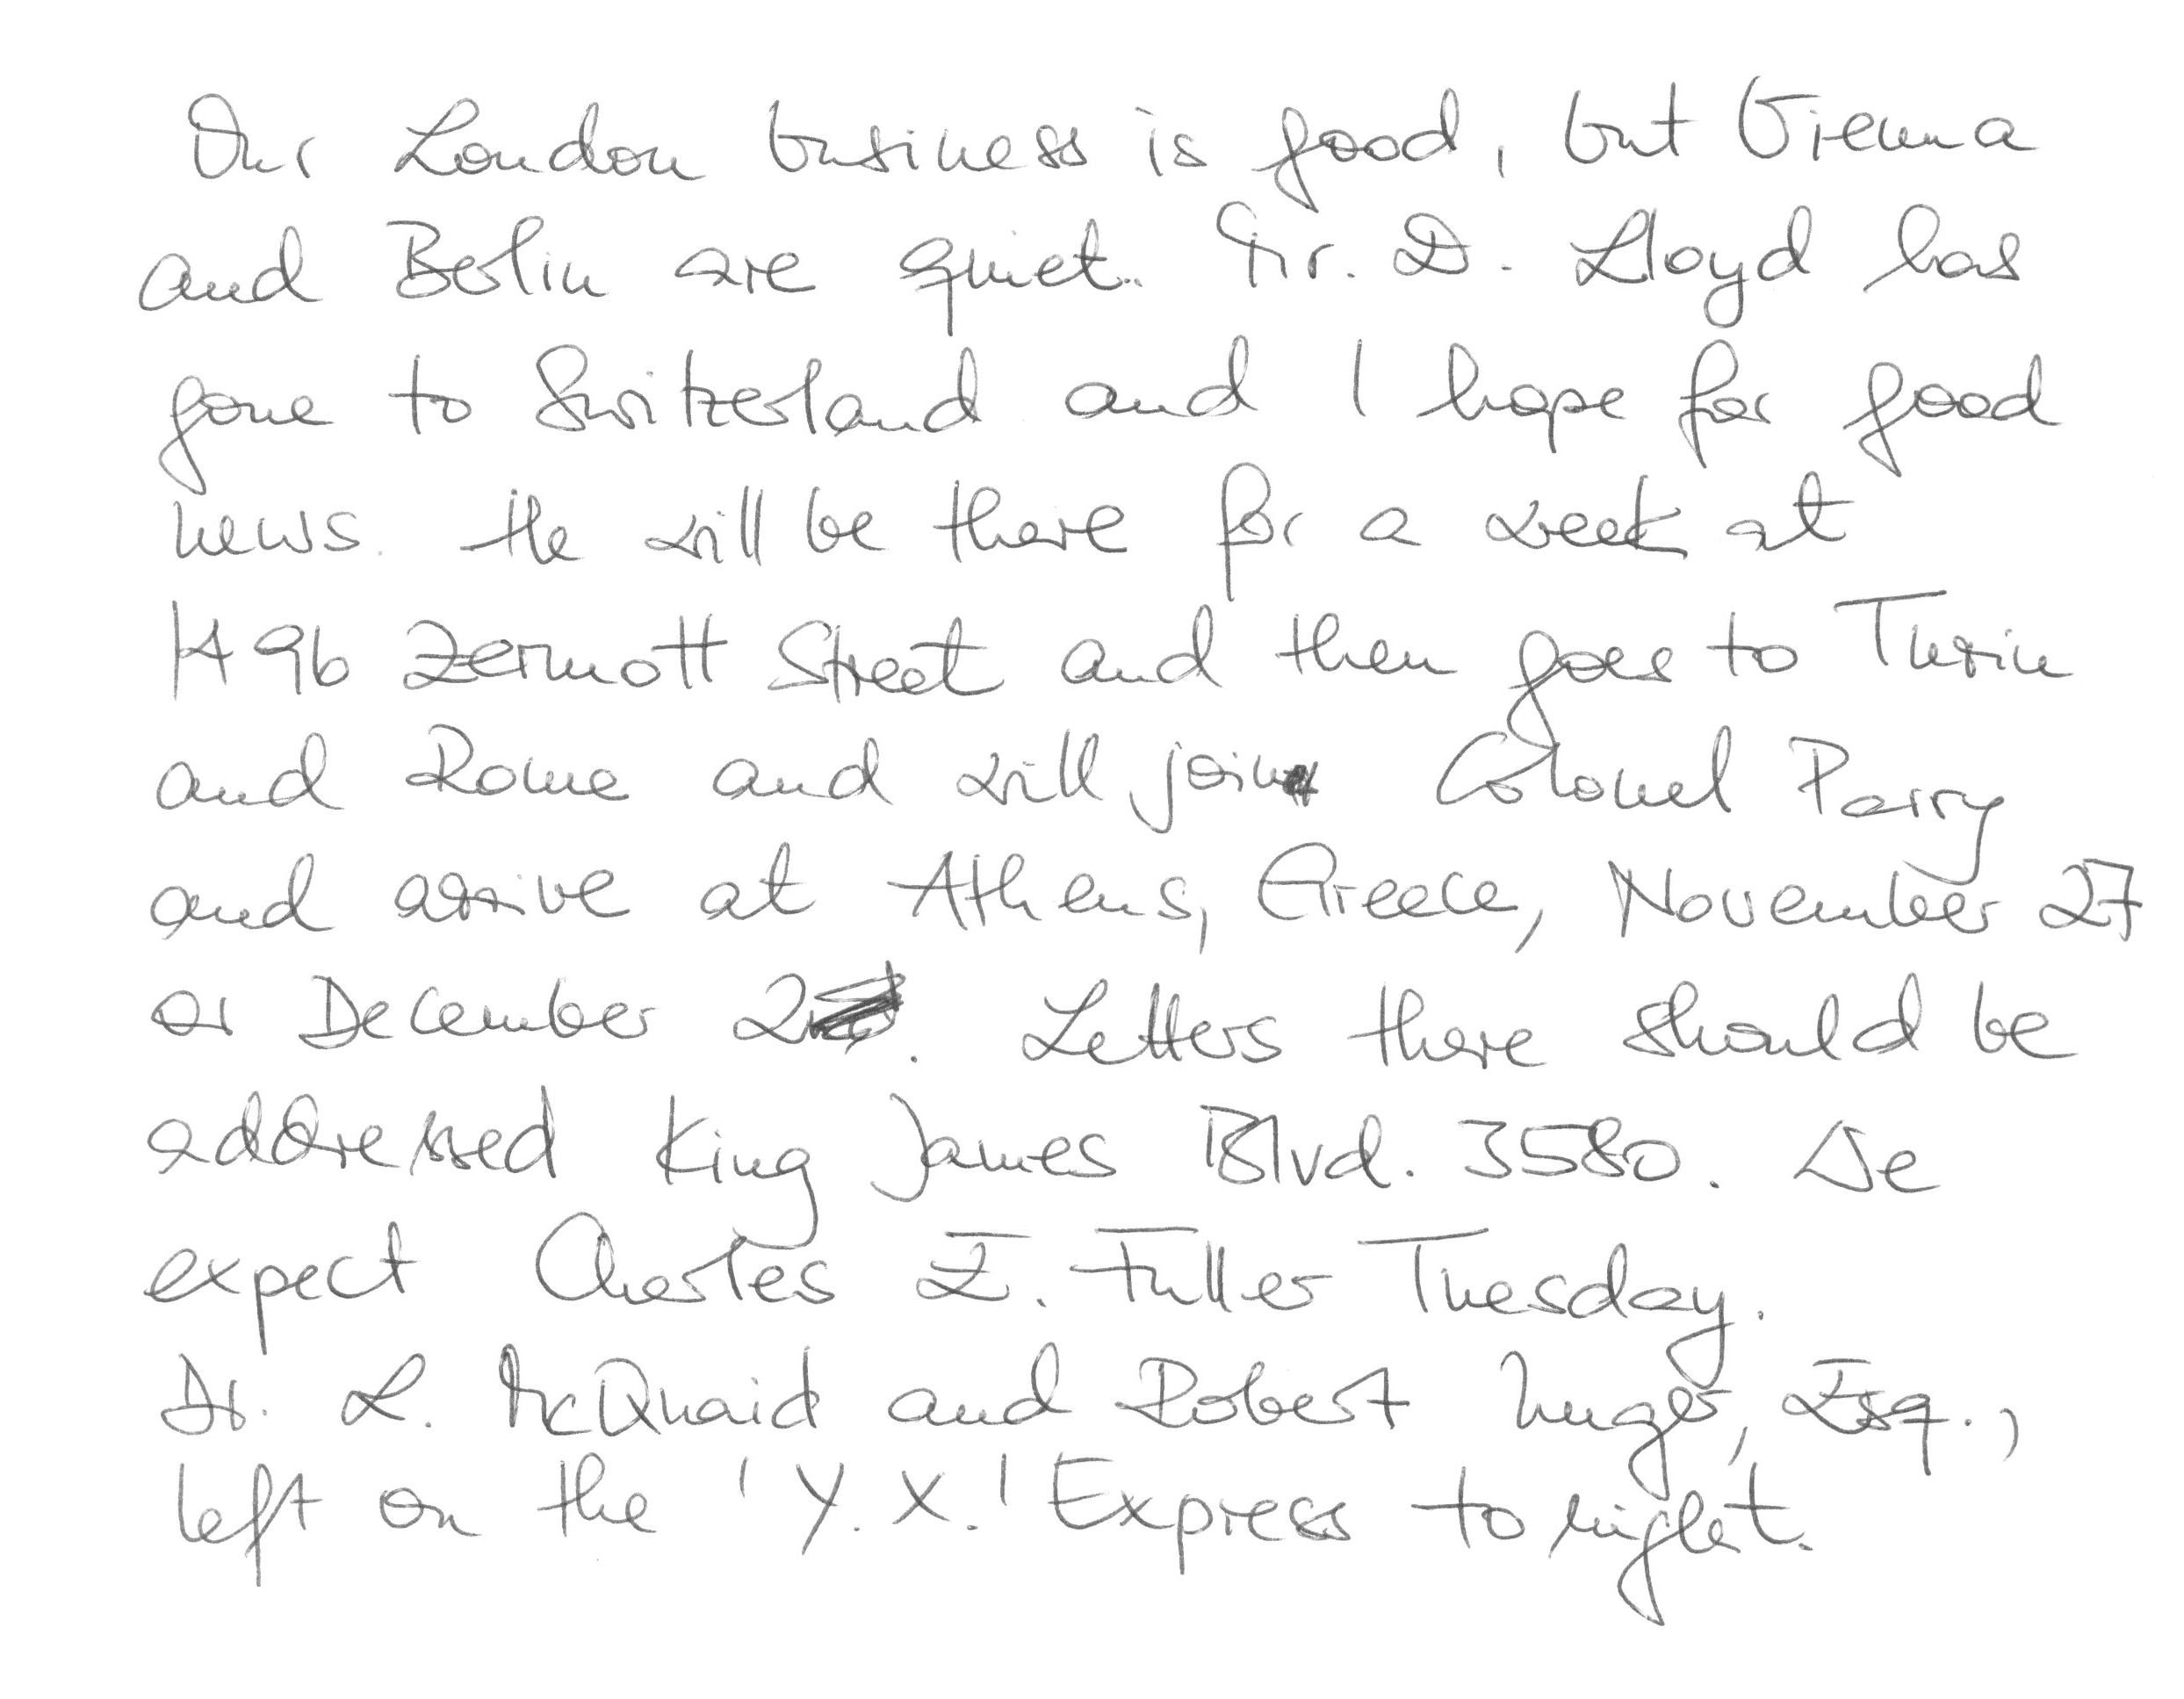 Our London business is good, but Vienna
and Berlin are quiet. Mr. D. Lloyd has
gone to Switzerland and I hope for good
news. He will be there for a week at
1496 Zermott Street and then goes to Turin
and Rome and will join Colonel Parry
and arrive at Athens, Greece, November 27
or December 2. Letters there should be
addressed King James Blvd. 3580. We
expect Charles E. Fuller Tuesday.
Dr. L. McQuaid and Robert Unger, Esq.,
left on the 'Y.X.' Express tonight.